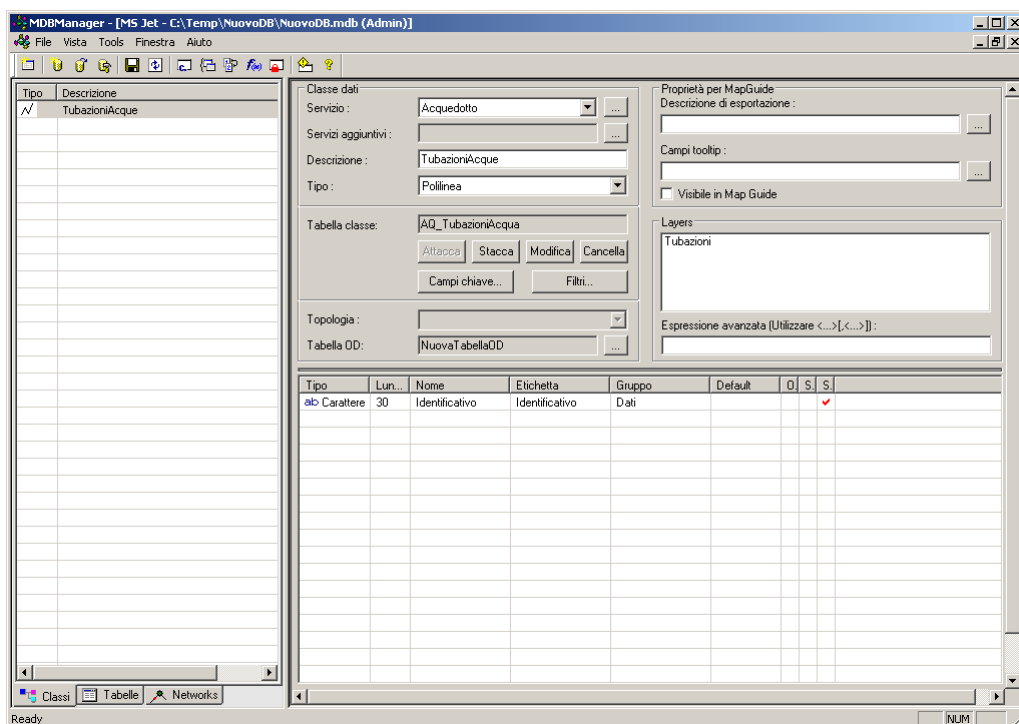 MDBManager - [MS Jet - C:\Temp\NuovoDB\NuovoDB.mdb (Admin)]
File Vista Tools Finestra Aiuto
Tipo Descrizione
TubazioniAcque
Classe dati
Servizio : Acquedotto ...
Servizi aggiuntivi : ...
Descrizione : TubazioniAcque
Tipo : Polilinea
Tabella classe: AQ_TubazioniAcqua
Attacca Stacca Modifica Cancella
Campi chiave... Filtri...
Topologia :
Tabella OD: NuovaTabellaOD ...
Proprietà per MapGuide
Descrizione di esportazione :
...
Campi tooltip :
...
Visibile in Map Guide
Layers
Tubazioni
Espressione avanzata (Utilizzare <...>[,<...>]) :
Tipo Lun... Nome Etichetta Gruppo Default O. S. S.
ab Carattere 30 Identificativo Identificativo Dati
Classi Tabelle Networks
Ready NUM